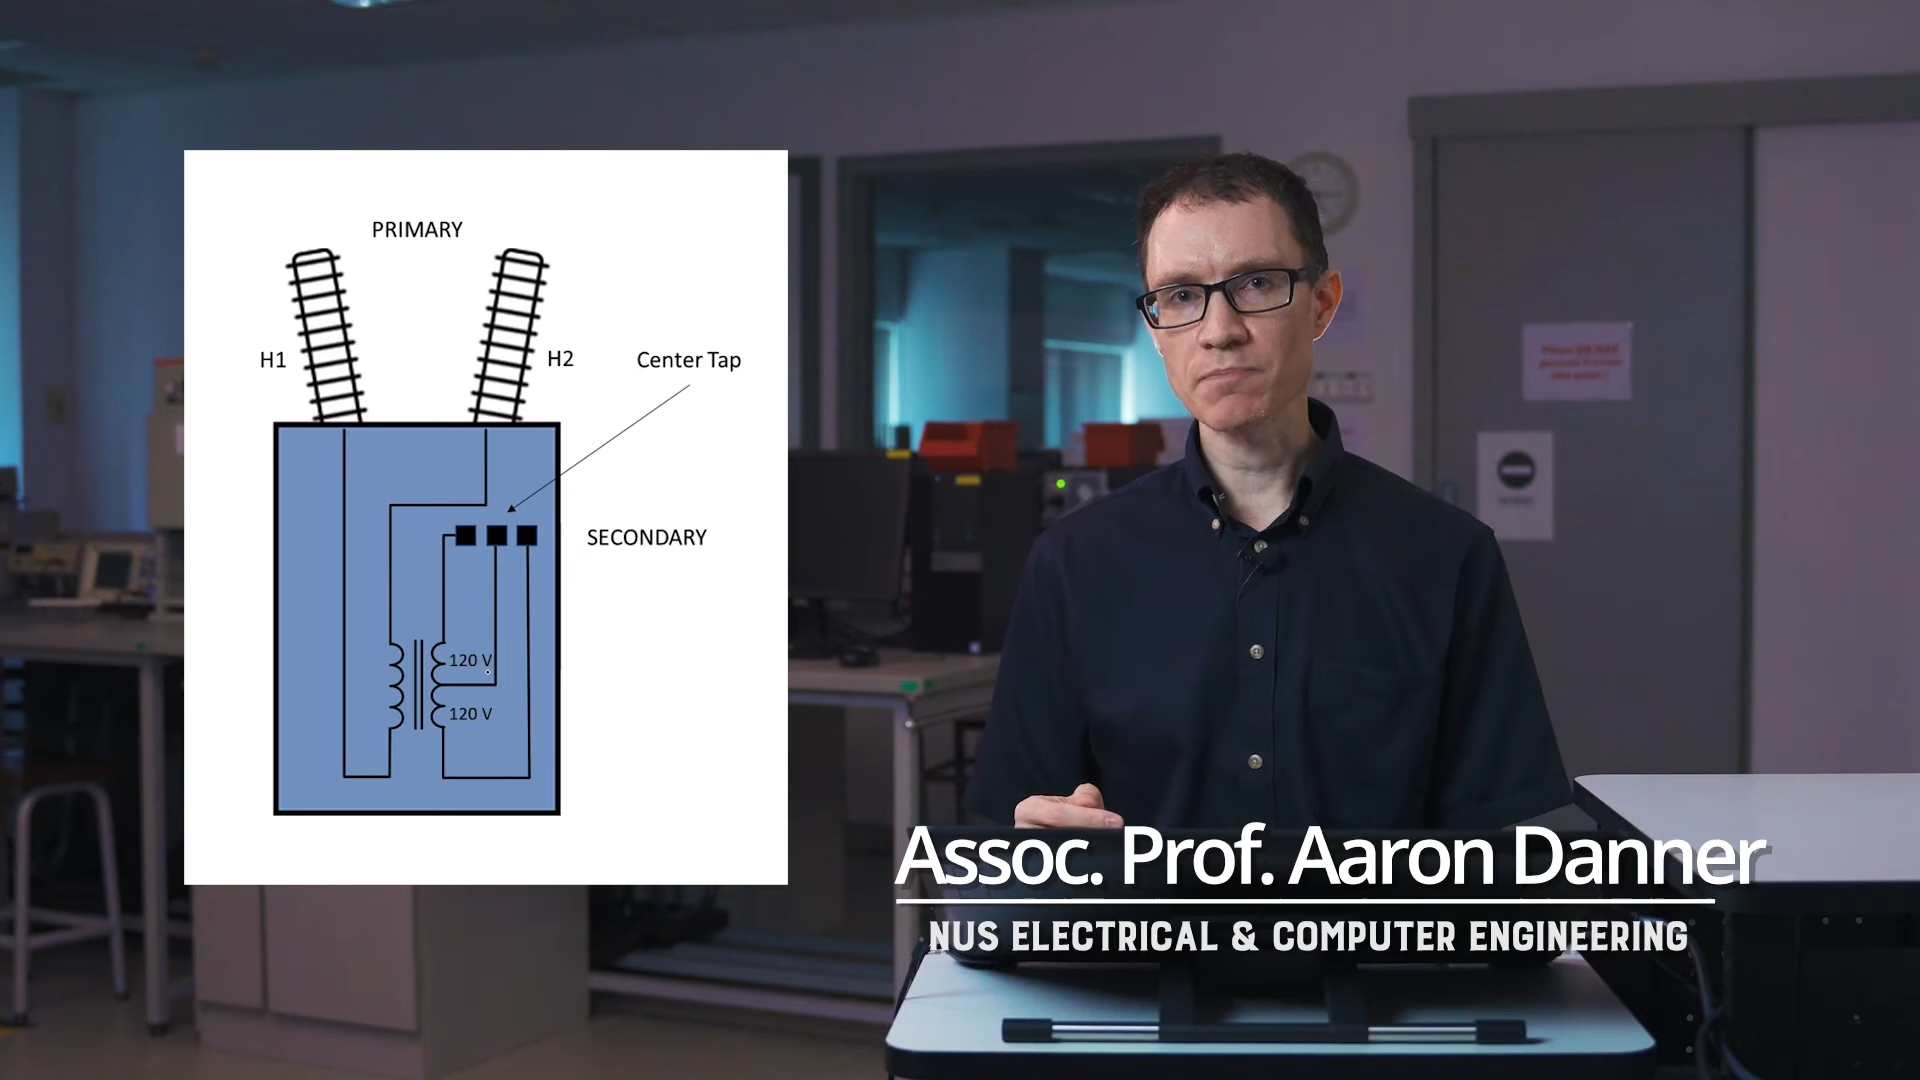 PRIMARY
H1
H2
Center Tap
SECONDARY
120 V
120 V
Assoc. Prof. Aaron Danner
NUS ELECTRICAL & COMPUTER ENGINEERING